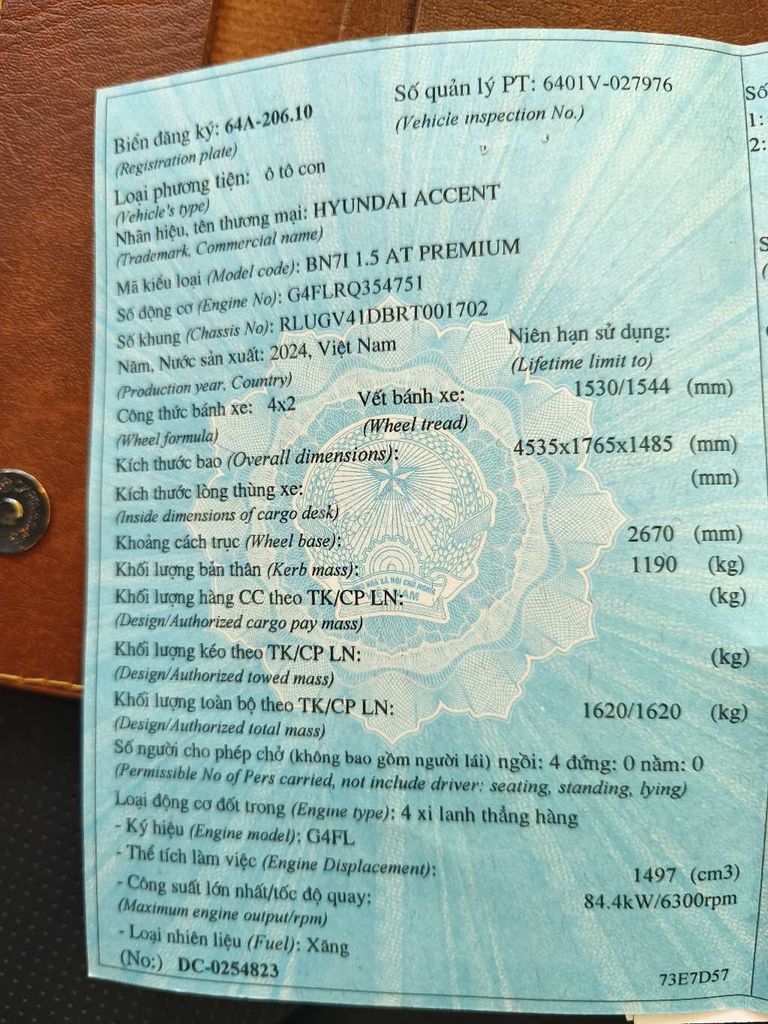 Biển đăng ký: 64A-206.10
(Registration plate)
Số quản lý PT: 6401V-027976
(Vehicle inspection No.)
Loại phương tiện: ô tô con
(Vehicle's type)
Nhãn hiệu, tên thương mại: HYUNDAI ACCENT
(Trademark, Commercial name)
Mã kiểu loại (Model code): BN7I 1.5 AT PREMIUM
Số động cơ (Engine No): G4FLRQ354751
Số khung (Chassis No): RLUGV41DBRT001702
Năm, Nước sản xuất: 2024, Việt Nam
(Production year, Country)
Niên hạn sử dụng:
(Lifetime limit to)
Công thức bánh xe: 4x2
(Wheel formula)
Vết bánh xe: 1530/1544 (mm)
(Wheel tread)
Kích thước bao (Overall dimensions): 4535x1765x1485 (mm)
Kích thước lòng thùng xe: (mm)
(Inside dimensions of cargo desk)
Khoảng cách trục (Wheel base): 2670 (mm)
Khối lượng bản thân (Kerb mass): 1190 (kg)
Khối lượng hàng CC theo TK/CP LN: (kg)
(Design/Authorized cargo pay mass)
Khối lượng kéo theo TK/CP LN: (kg)
(Design/Authorized towed mass)
Khối lượng toàn bộ theo TK/CP LN: 1620/1620 (kg)
(Design/Authorized total mass)
Số người cho phép chở (không bao gồm người lái) ngồi: 4 đứng: 0 nằm: 0
(Permissible No of Pers carried, not include driver: seating, standing, lying)
Loại động cơ đốt trong (Engine type): 4 xi lanh thẳng hàng
- Ký hiệu (Engine model): G4FL
- Thể tích làm việc (Engine Displacement): 1497 (cm3)
- Công suất lớn nhất/tốc độ quay: 84.4kW/6300rpm
(Maximum engine output/rpm)
- Loại nhiên liệu (Fuel): Xăng
(No:) DC-0254823
73E7D57
Số
1:
2: